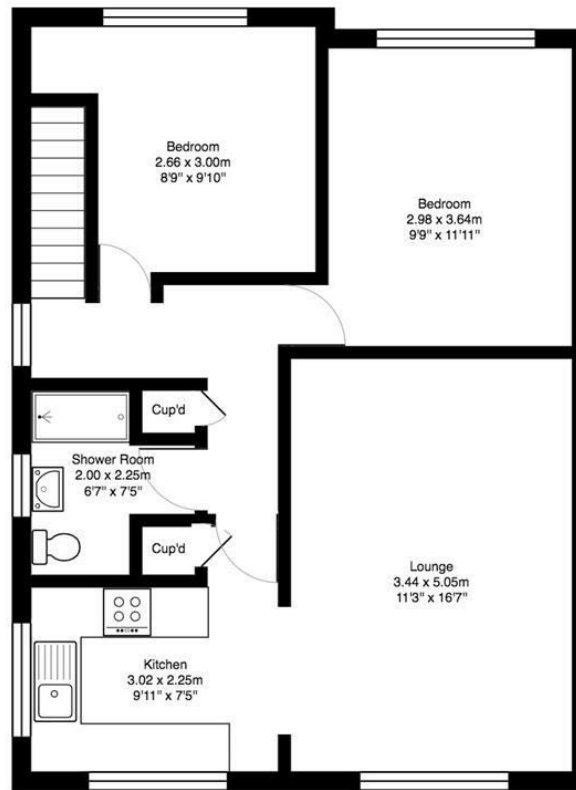 Bedroom
2.66 x 3.00m
8'9" x 9'10"
Bedroom
2.98 x 3.64m
9'9" x 11'11"
Cup'd
Shower Room
2.00 x 2.25m
6'7" x 7'5"
Cup'd
Lounge
3.44 x 5.05m
11'3" x 16'7"
Kitchen
3.02 x 2.25m
9'11" x 7'5"